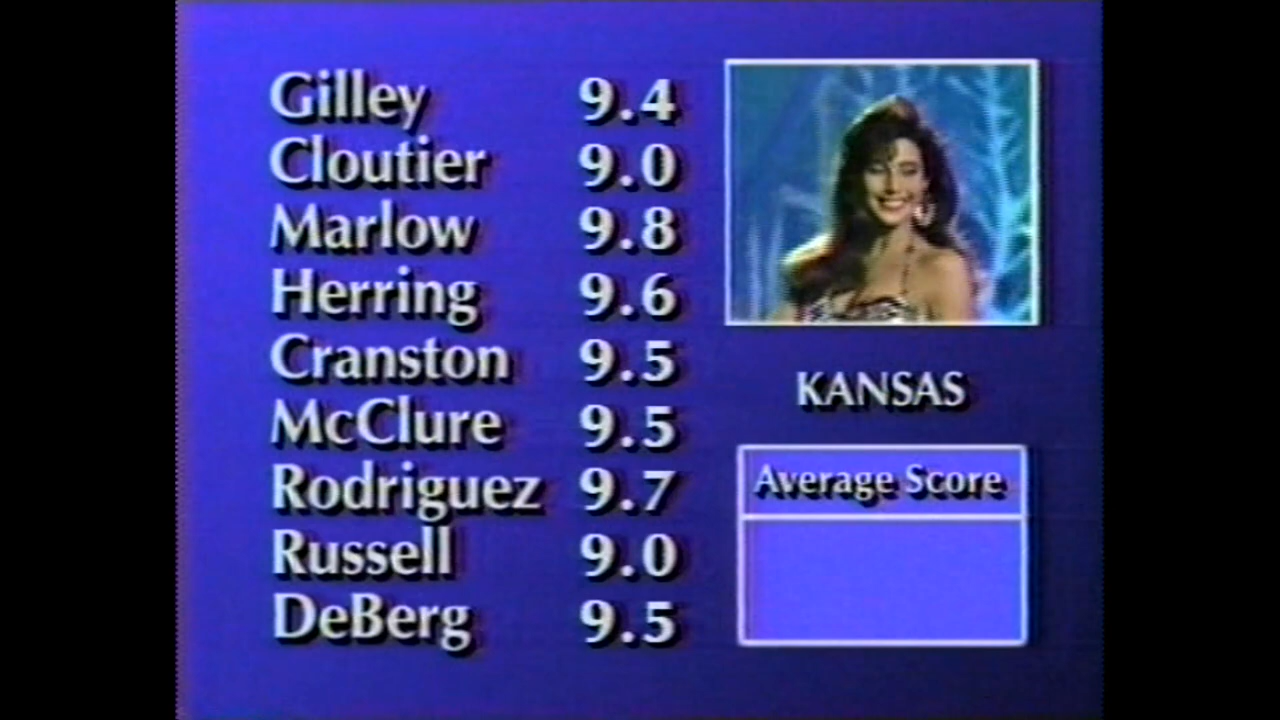 Gilley 9.4
Cloutier 9.0
Marlow 9.8
Herring 9.6
Cranston 9.5
McClure 9.5
Rodriguez 9.7
Russell 9.0
DeBerg 9.5
KANSAS
Average Score